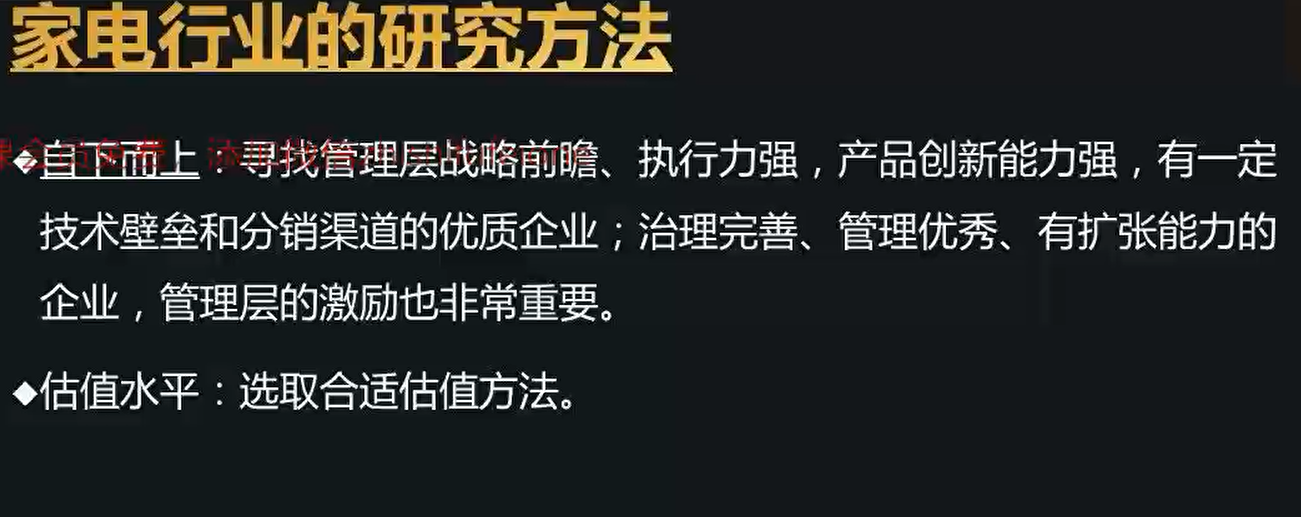 家电行业的研究方法
◆自下而上：寻找管理层战略前瞻、执行力强，产品创新能力强，有一定
技术壁垒和分销渠道的优质企业；治理完善、管理优秀、有扩张能力的
企业，管理层的激励也非常重要。
◆估值水平：选取合适估值方法。